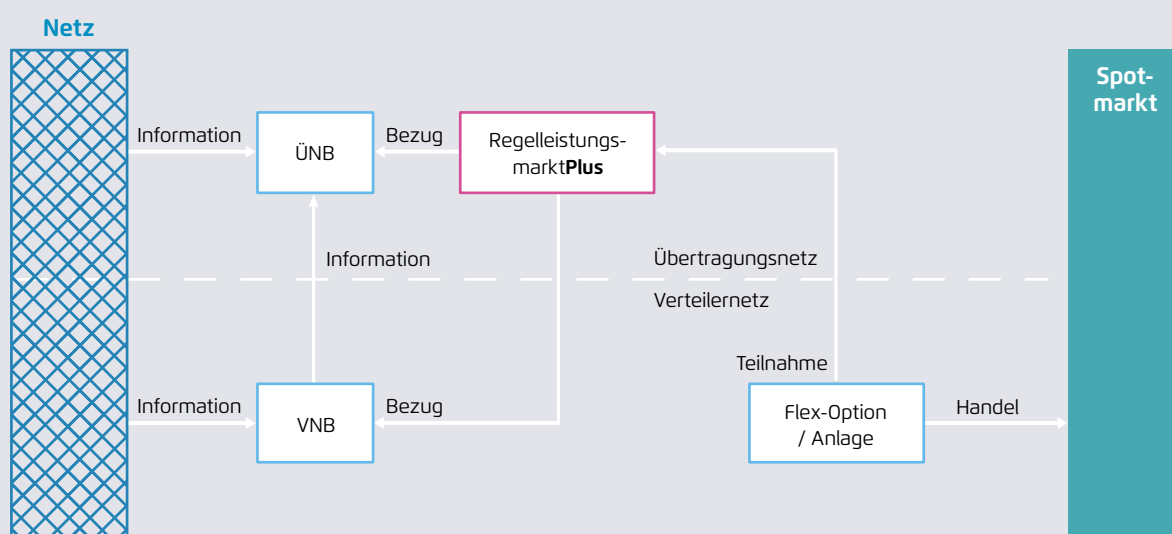 Netz
Spot-
markt
Information
ÜNB
Bezug
Regelleistungs-
marktPlus
Information
Übertragungsnetz
Verteilernetz
Teilnahme
Information
VNB
Bezug
Flex-Option
/ Anlage
Handel